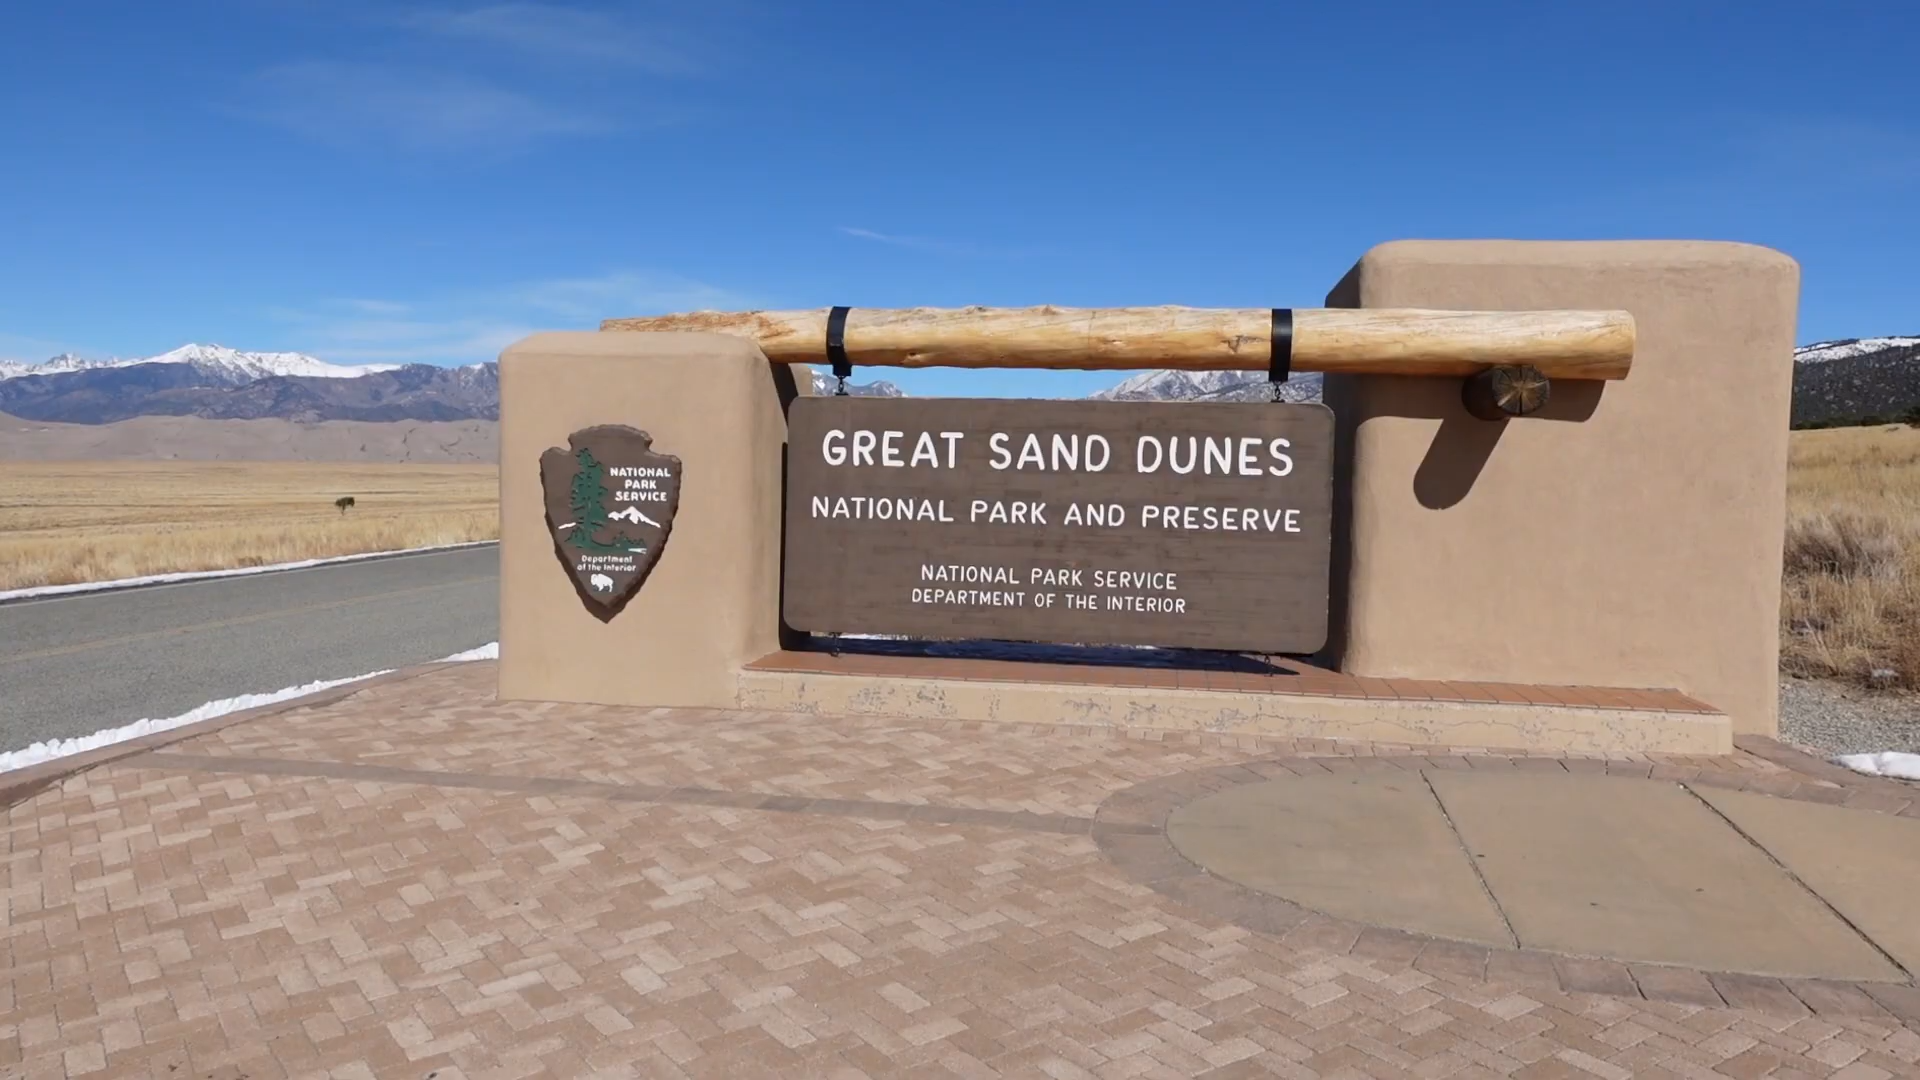 NATIONAL
PARK
SERVICE
Department
of the Interior
GREAT SAND DUNES
NATIONAL PARK AND PRESERVE
NATIONAL PARK SERVICE
DEPARTMENT OF THE INTERIOR